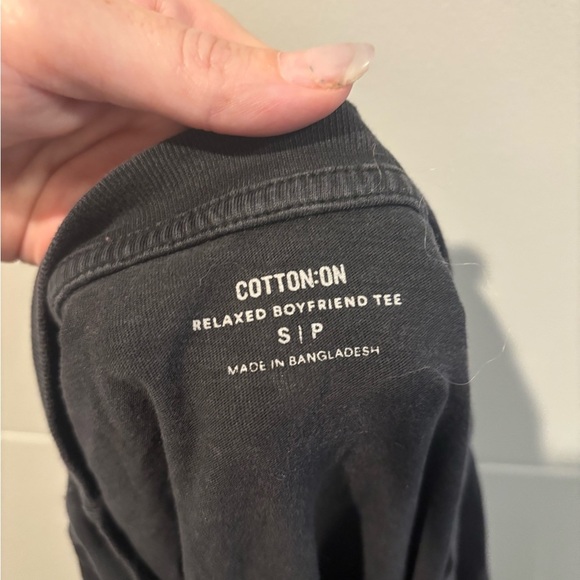 COTTON:ON
RELAXED BOYFRIEND TEE
S | P
MADE IN BANGLADESH